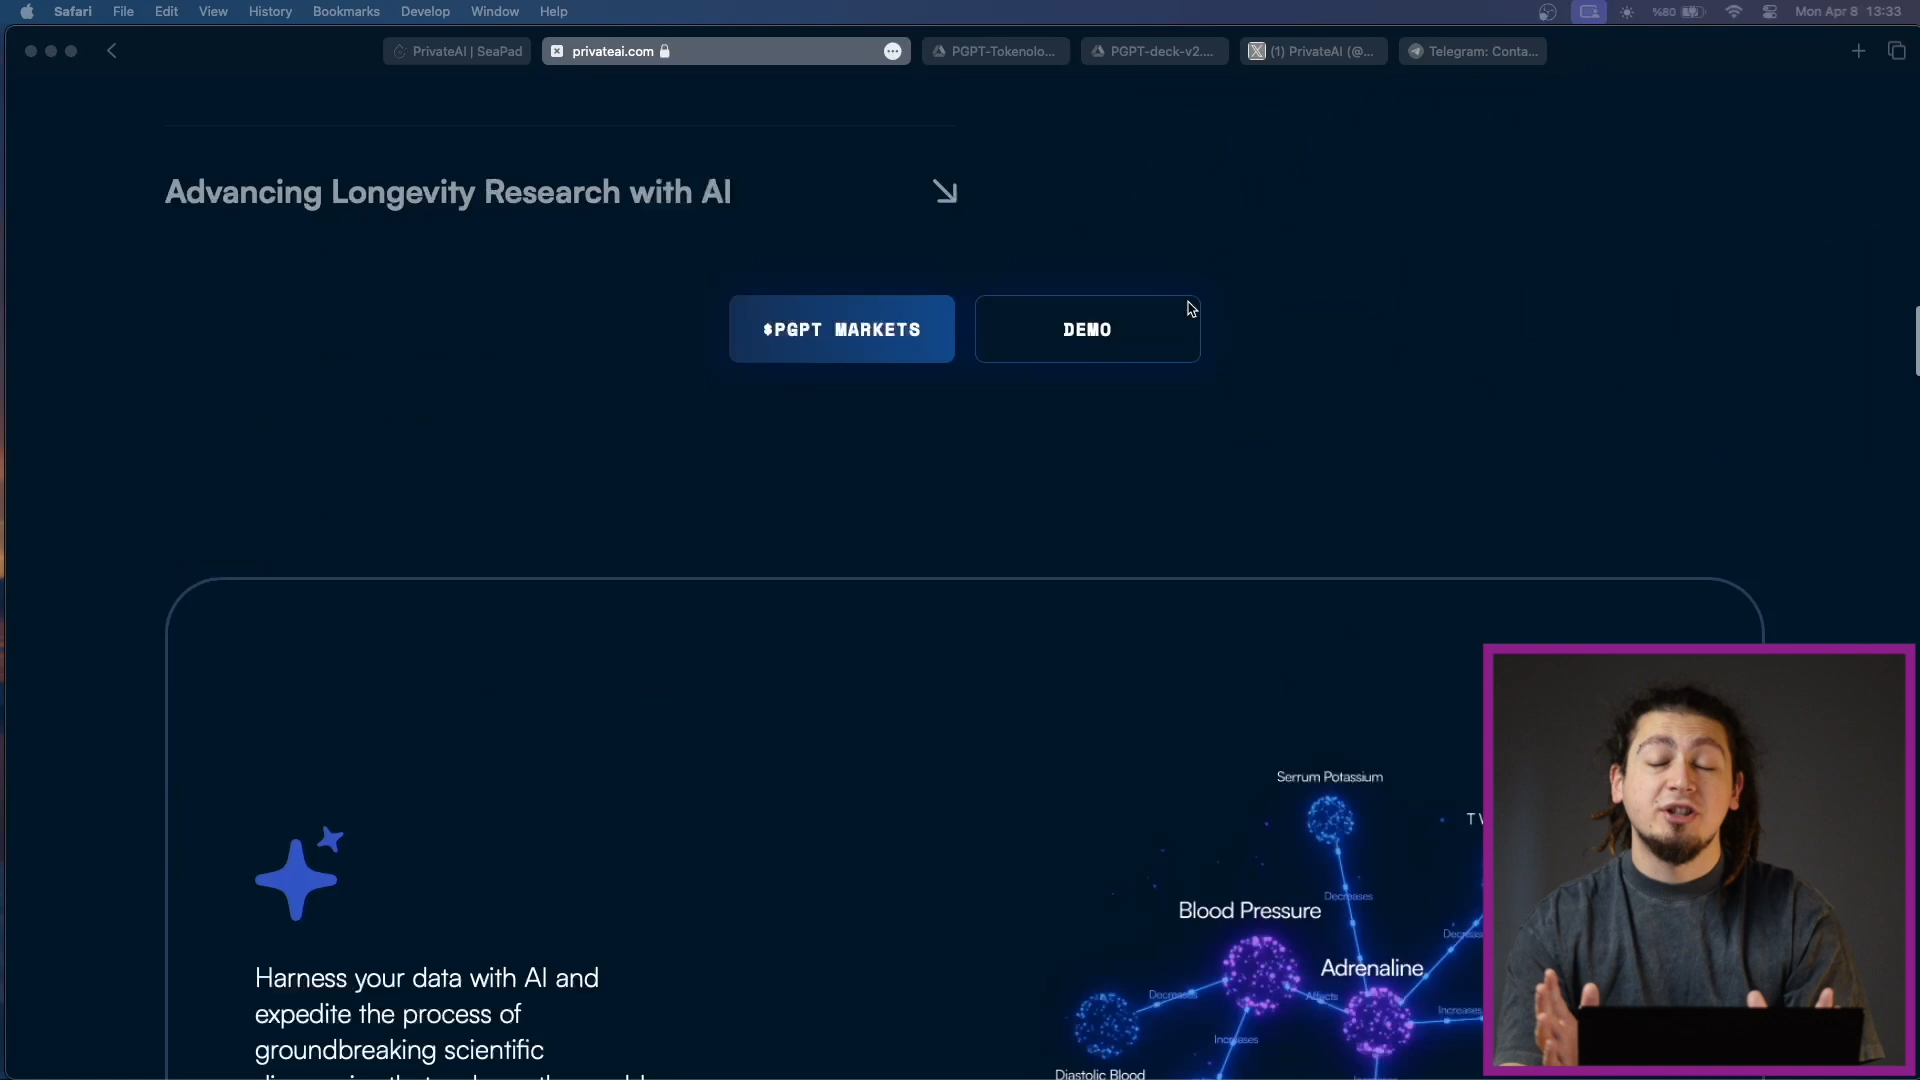 Safari File Edit View History Bookmarks Develop Window Help %80 Mon Apr 8 13:33
PrivateAI | SeaPad privateai.com PGPT-Tokenolo... PGPT-deck-v2.... (1) PrivateAI (@... Telegram: Conta...
Advancing Longevity Research with AI
$PGPT MARKETS DEMO
Serrum Potassium
Decreases
Blood Pressure
Adrenaline
Decreases
Affects
Increases
Increases
Diastolic Blood
Harness your data with AI and
expedite the process of
groundbreaking scientific